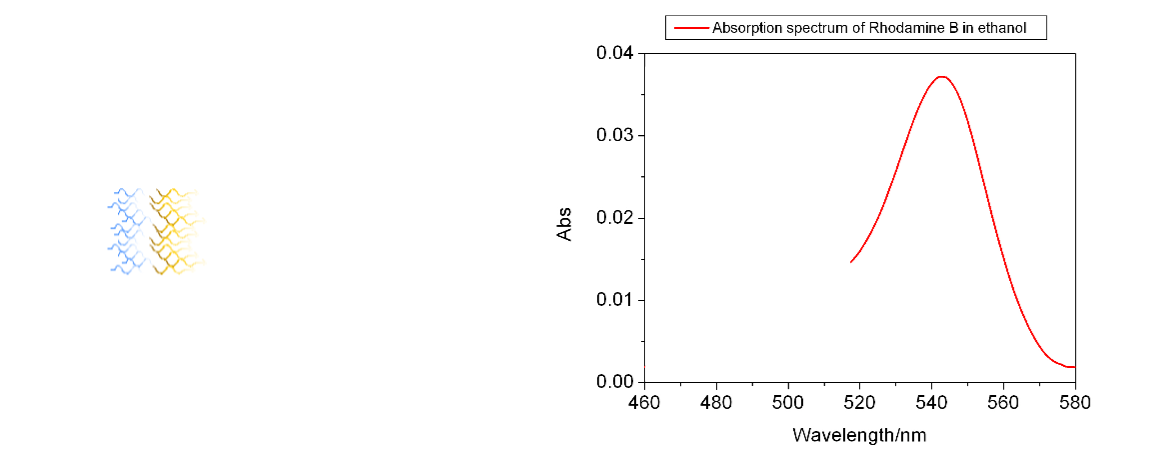 Absorption spectrum of Rhodamine B in ethanol
0.04
0.03
0.02
0.01
0.00
Abs
460 480 500 520 540 560 580
Wavelength/nm